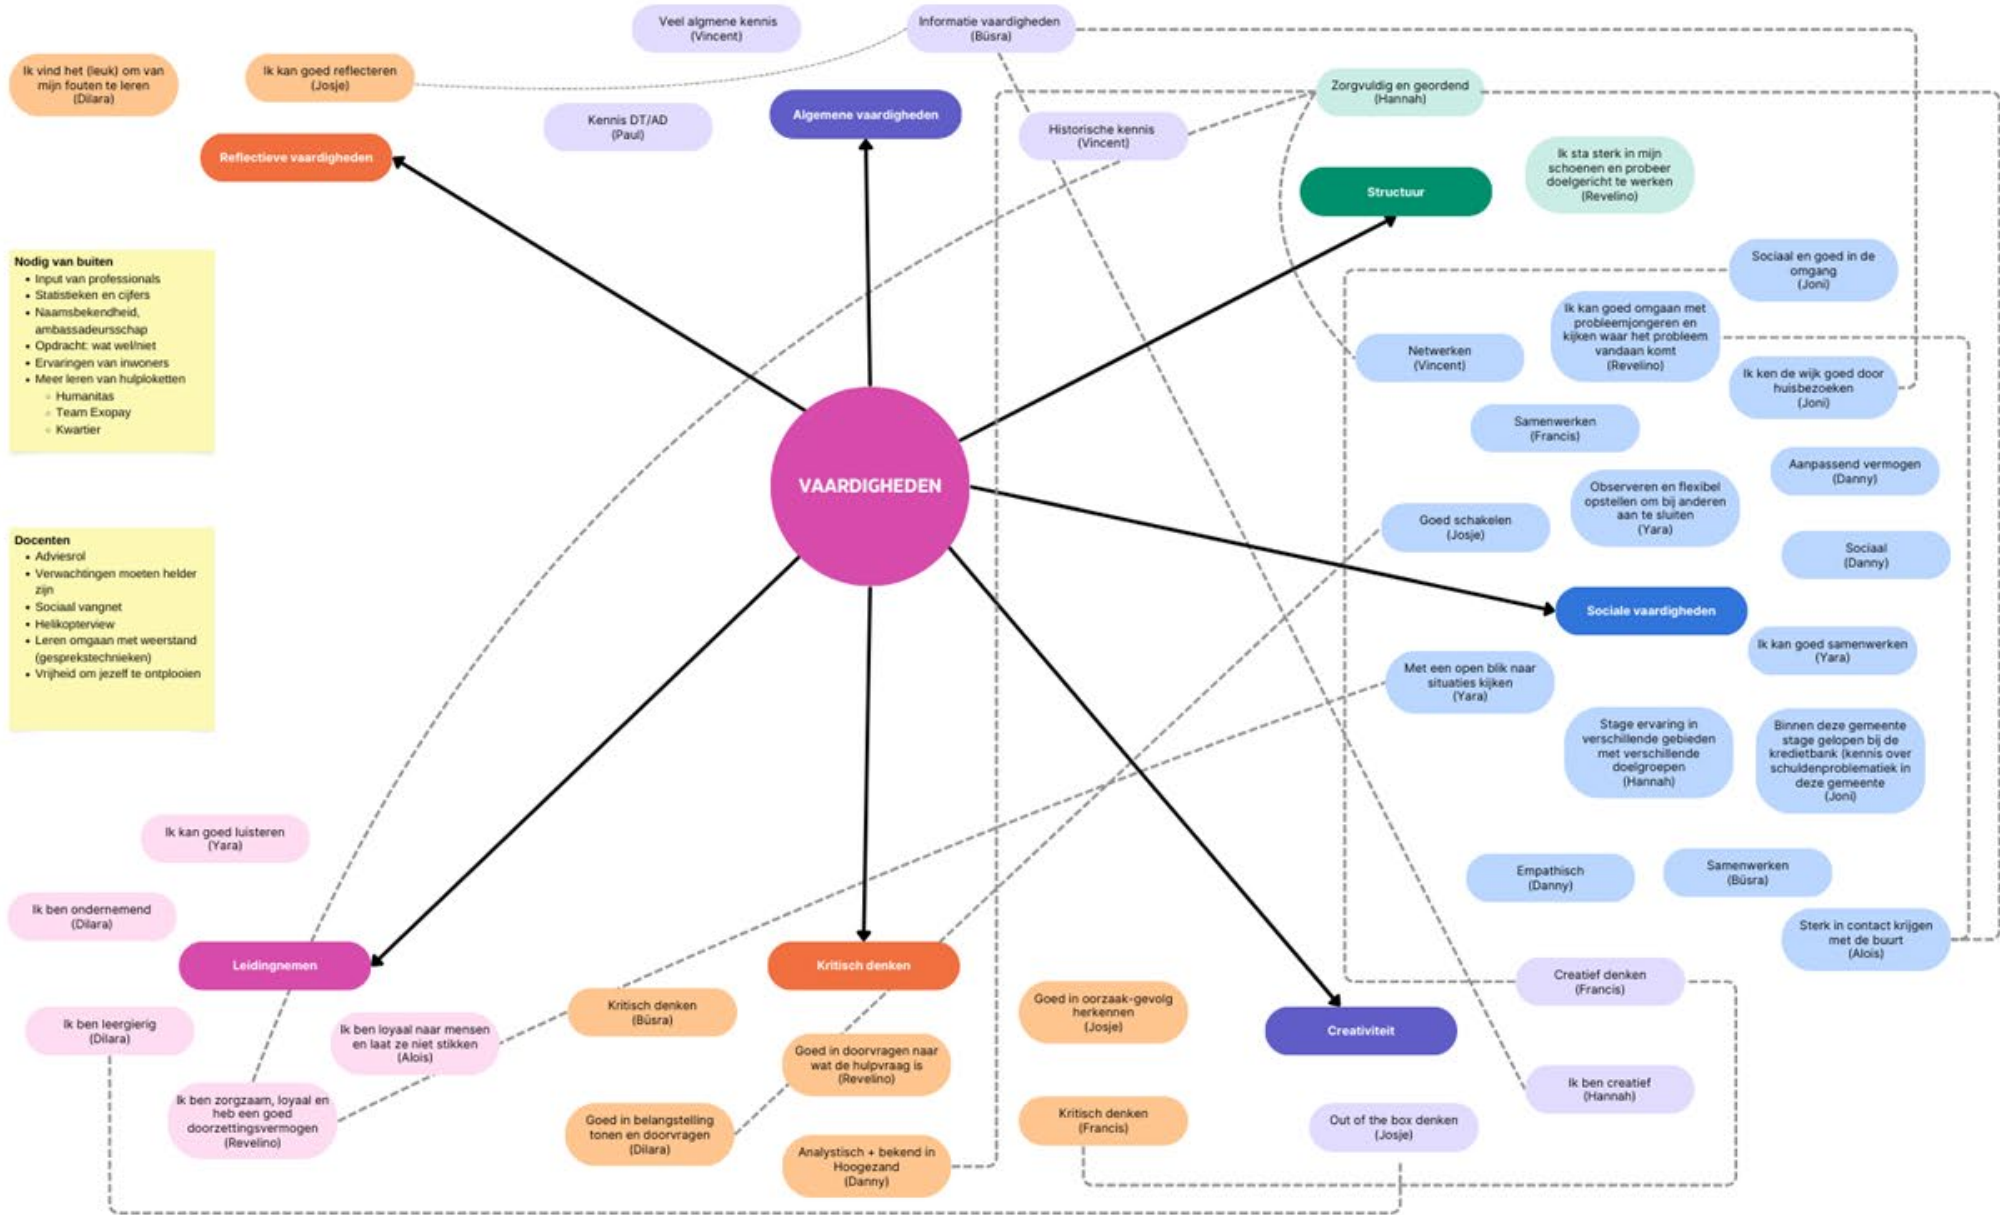 Veel algmene kennis
(Vincent)
Informatie vaardigheden
(Büsra)
Ik vind het (leuk) om van
mijn fouten te leren
(Dilara)
Ik kan goed reflecteren
(Josje)
Kennis DT/AD
(Paul)
Algemene vaardigheden
Historische kennis
(Vincent)
Zorgvuldig en geordend
(Hannah)
Reflectieve vaardigheden
Structuur
Ik sta sterk in mijn
schoenen en probeer
doelgericht te werken
(Revelino)
Nodig van buiten
• Input van professionals
• Statistieken en cijfers
• Naamsbekendheid,
ambassadeursschap
• Opdracht: wat wel/niet
• Ervaringen van inwoners
• Meer leren van hulploketten
◦ Humanitas
◦ Team Exopay
◦ Kwartier
Sociaal en goed in de
omgang
(Joni)
Ik kan goed omgaan met
probleemjongeren en
kijken waar het probleem
vandaan komt
(Revelino)
Netwerken
(Vincent)
Ik ken de wijk goed door
huisbezoeken
(Joni)
Samenwerken
(Francis)
Aanpassend vermogen
(Danny)
VAARDIGHEDEN
Observeren en flexibel
opstellen om bij anderen
aan te sluiten
(Yara)
Goed schakelen
(Josje)
Sociaal
(Danny)
Docenten
• Adviesrol
• Verwachtingen moeten helder
zijn
• Sociaal vangnet
• Helikopterview
• Leren omgaan met weerstand
(gesprekstechnieken)
• Vrijheid om jezelf te ontplooien
Sociale vaardigheden
Ik kan goed samenwerken
(Yara)
Met een open blik naar
situaties kijken
(Yara)
Stage ervaring in
verschillende gebieden
met verschillende
doelgroepen
(Hannah)
Binnen deze gemeente
stage gelopen bij de
kredietbank (kennis over
schuldenproblematiek in
deze gemeente
(Joni)
Ik kan goed luisteren
(Yara)
Empathisch
(Danny)
Samenwerken
(Büsra)
Ik ben ondernemend
(Dilara)
Sterk in contact krijgen
met de buurt
(Alois)
Leidingnemen
Kritisch denken
Creatief denken
(Francis)
Ik ben leergierig
(Dilara)
Ik ben loyaal naar mensen
en laat ze niet stikken
(Alois)
Kritisch denken
(Büsra)
Goed in oorzaak-gevolg
herkennen
(Josje)
Creativiteit
Goed in doorvragen naar
wat de hulpvraag is
(Revelino)
Ik ben creatief
(Hannah)
Ik ben zorgzaam, loyaal en
heb een goed
doorzettingsvermogen
(Revelino)
Goed in belangstelling
tonen en doorvragen
(Dilara)
Kritisch denken
(Francis)
Out of the box denken
(Josje)
Analystisch + bekend in
Hoogezand
(Danny)